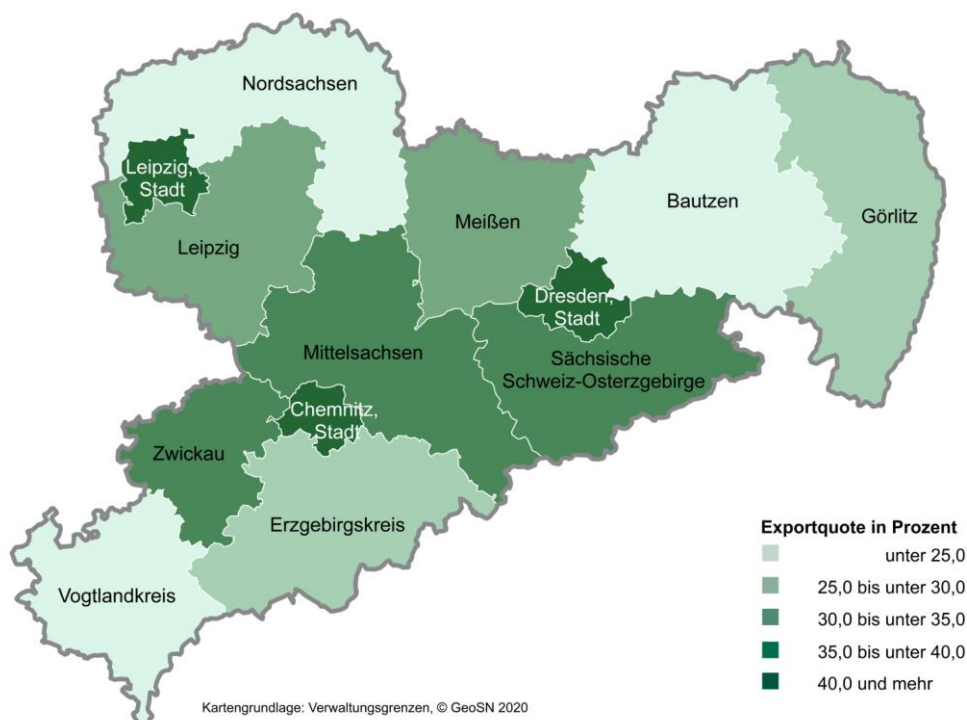 Nordsachsen
Leipzig,
Stadt
Leipzig
Meißen
Bautzen
Görlitz
Dresden,
Stadt
Mittelsachsen
Sächsische
Schweiz-Osterzgebirge
Chemnitz,
Stadt
Zwickau
Erzgebirgskreis
Vogtlandkreis
Exportquote in Prozent
unter 25,0
25,0 bis unter 30,0
30,0 bis unter 35,0
35,0 bis unter 40,0
40,0 und mehr
Kartengrundlage: Verwaltungsgrenzen, © GeoSN 2020